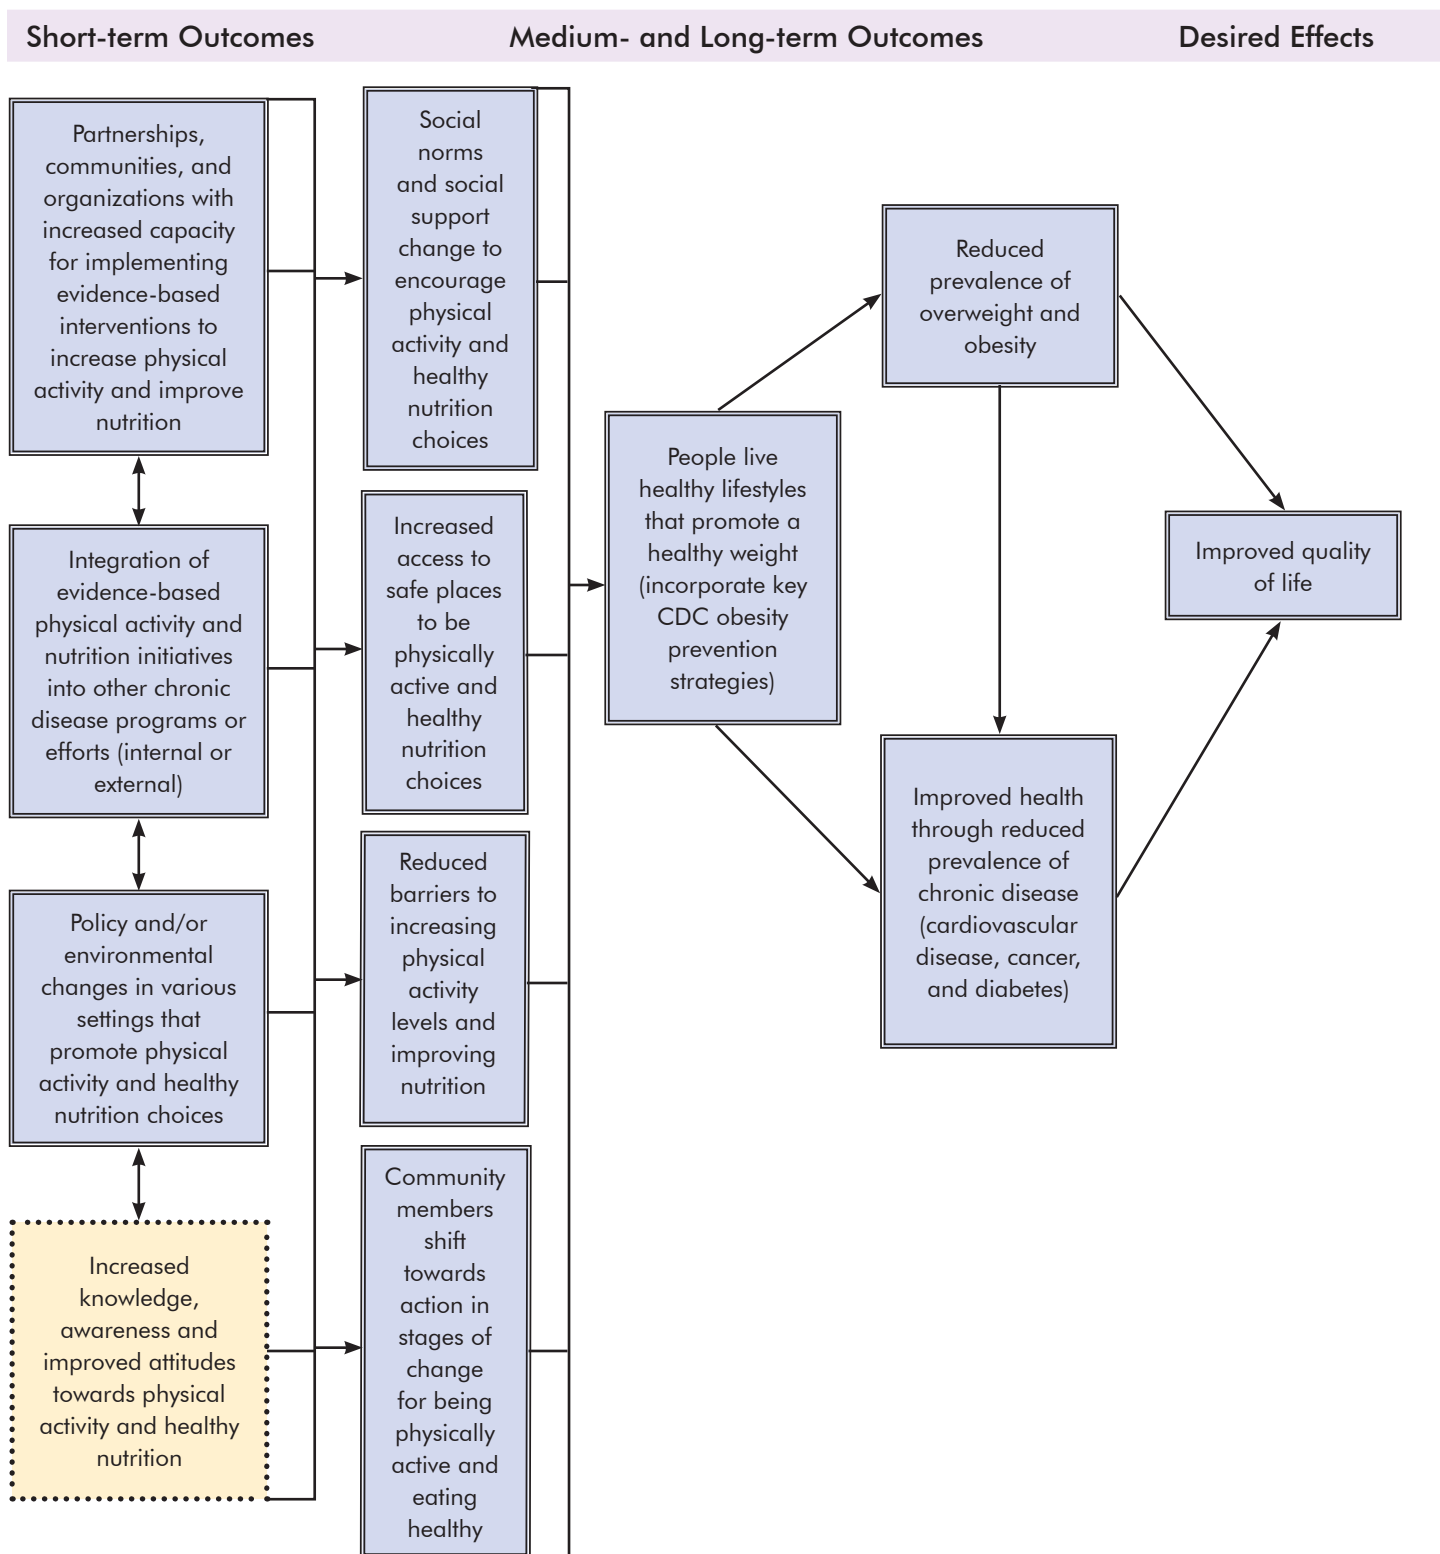 Short-term Outcomes
Medium- and Long-term Outcomes
Desired Effects
Partnerships,
communities, and
organizations with
increased capacity
for implementing
evidence-based
interventions to
increase physical
activity and improve
nutrition
Integration of
evidence-based
physical activity and
nutrition initiatives
into other chronic
disease programs or
efforts (internal or
external)
Policy and/or
environmental
changes in various
settings that
promote physical
activity and healthy
nutrition choices
Increased
knowledge,
awareness and
improved attitudes
towards physical
activity and healthy
nutrition
Social
norms
and social
support
change to
encourage
physical
activity and
healthy
nutrition
choices
Increased
access to
safe places
to be
physically
active and
healthy
nutrition
choices
Reduced
barriers to
increasing
physical
activity
levels and
improving
nutrition
Community
members
shift
towards
action in
stages of
change
for being
physically
active and
eating
healthy
People live
healthy lifestyles
that promote a
healthy weight
(incorporate key
CDC obesity
prevention
strategies)
Reduced
prevalence of
overweight and
obesity
Improved health
through reduced
prevalence of
chronic disease
(cardiovascular
disease, cancer,
and diabetes)
Improved quality
of life